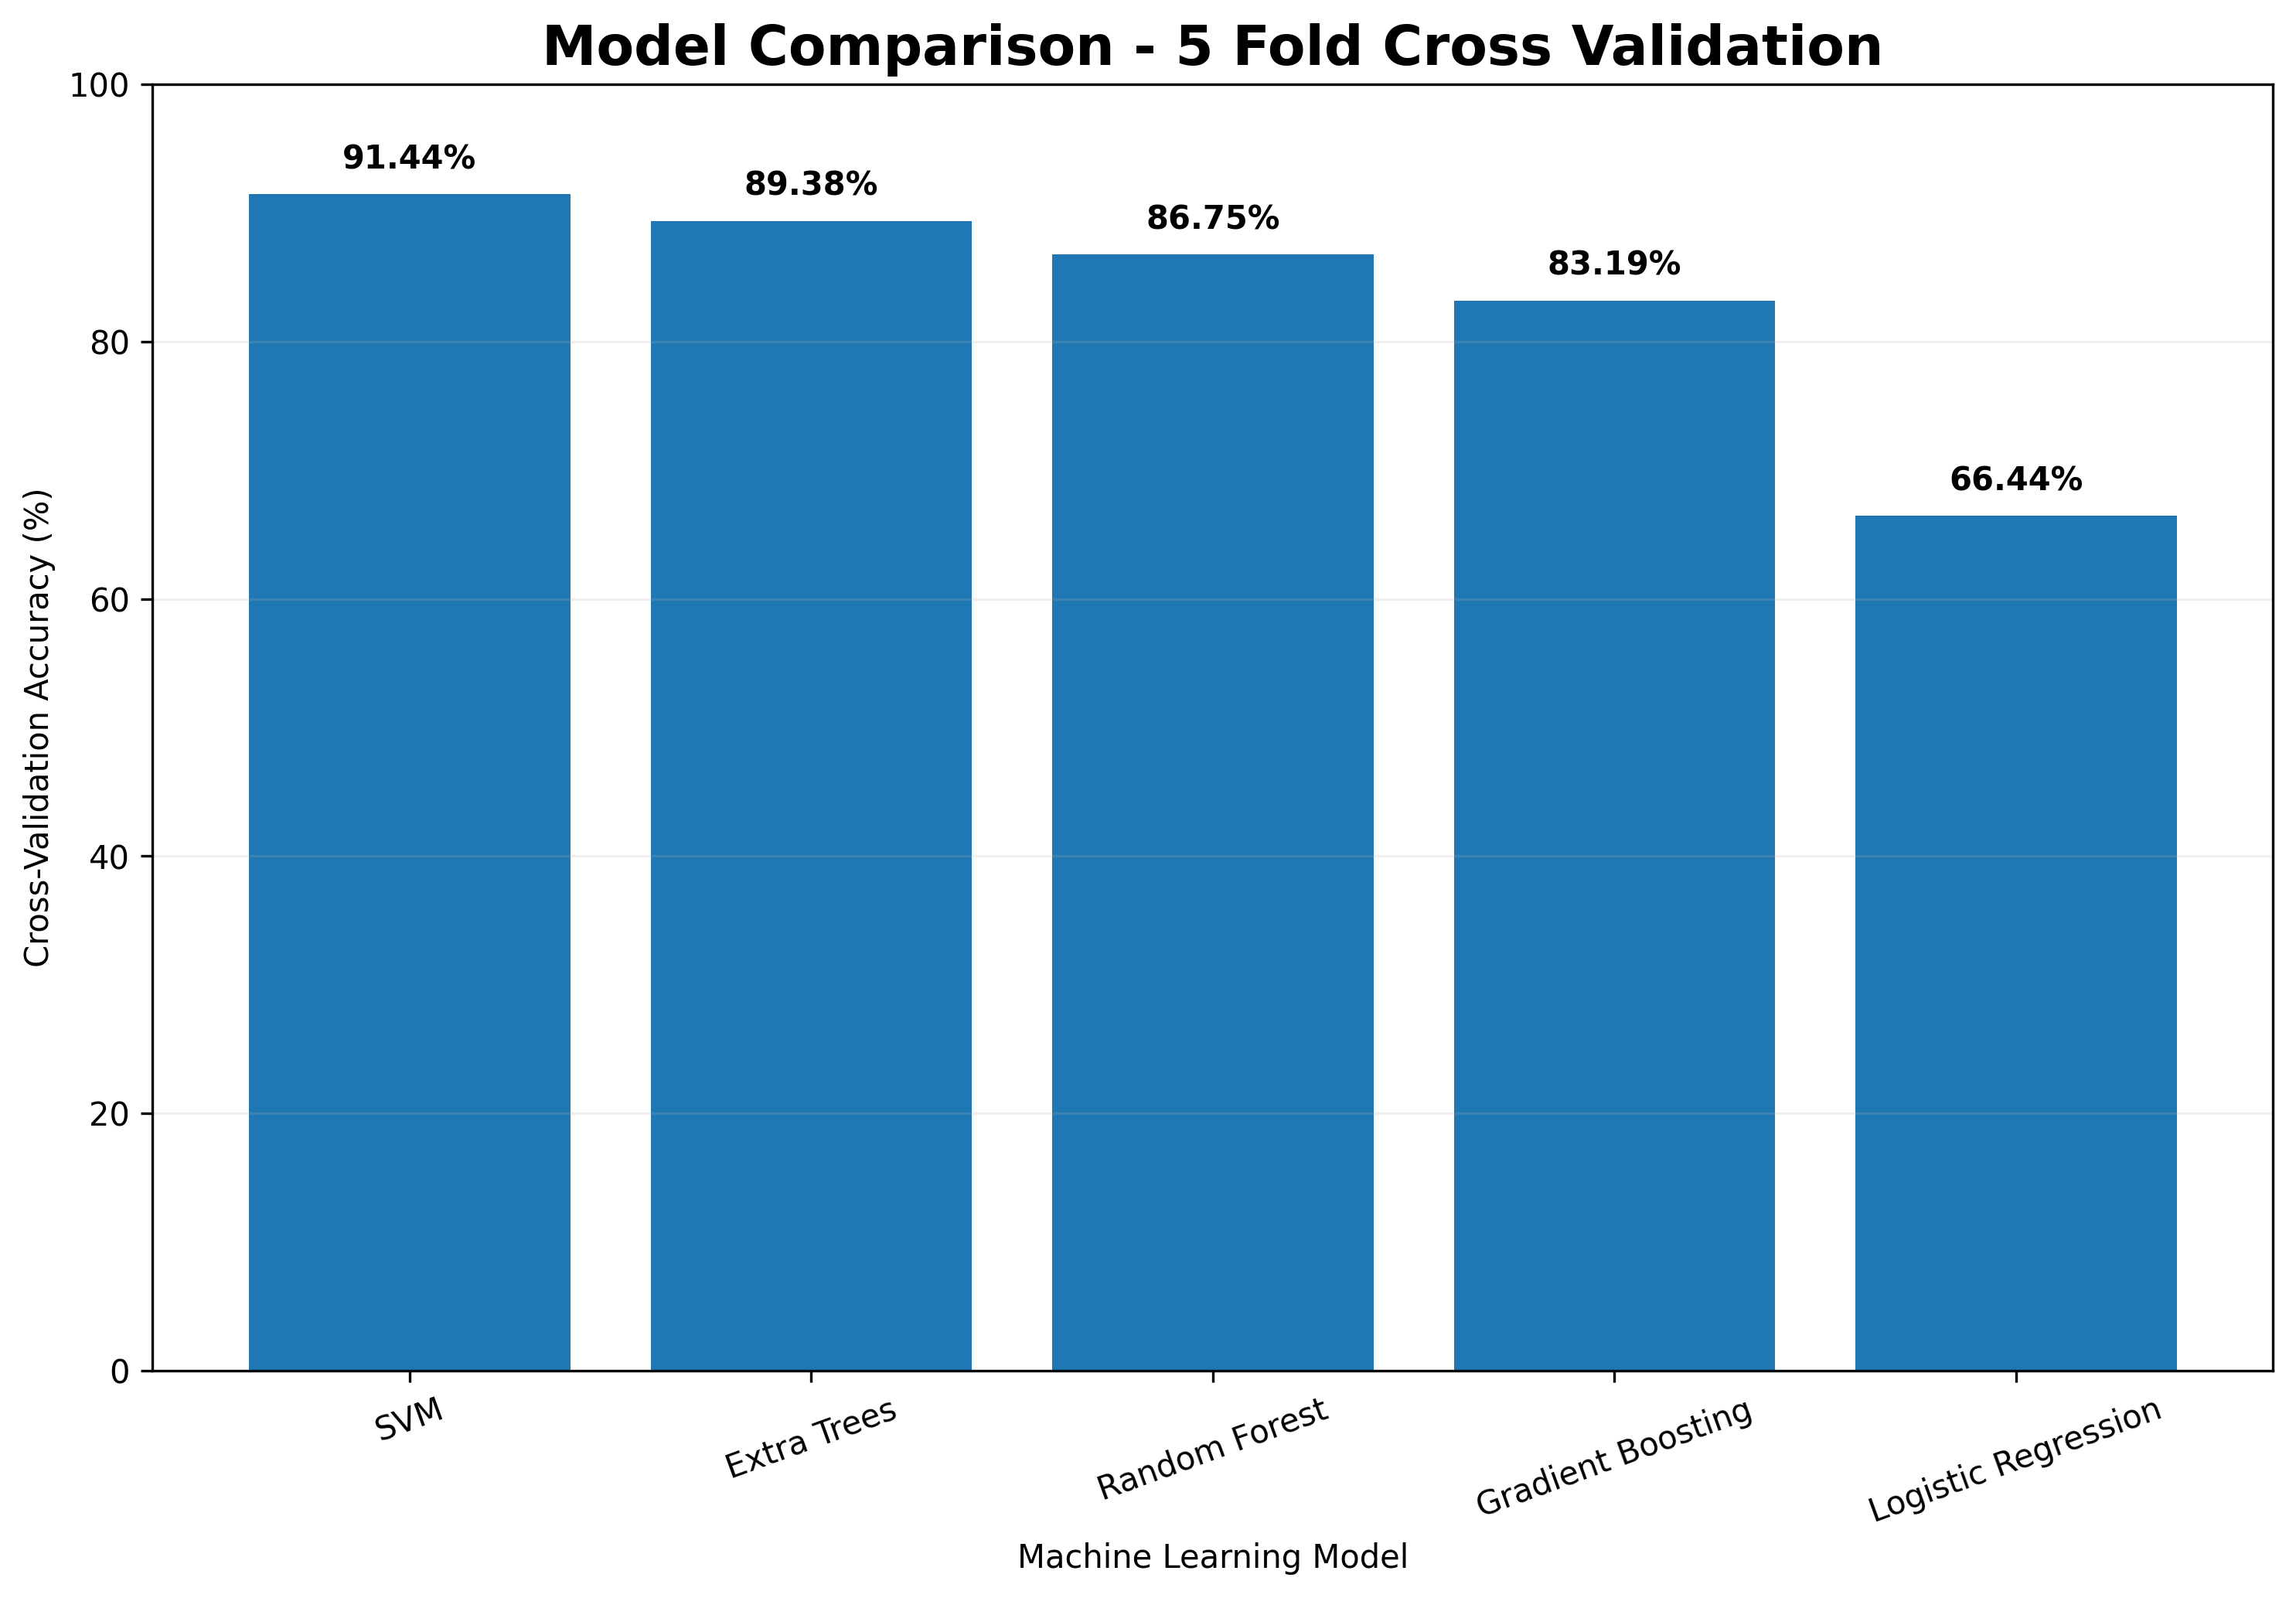 Model Comparison - 5 Fold Cross Validation
100
80
60
40
20
0
Cross-Validation Accuracy (%)
91.44%
89.38%
86.75%
83.19%
66.44%
SVM
Extra Trees
Random Forest
Gradient Boosting
Logistic Regression
Machine Learning Model